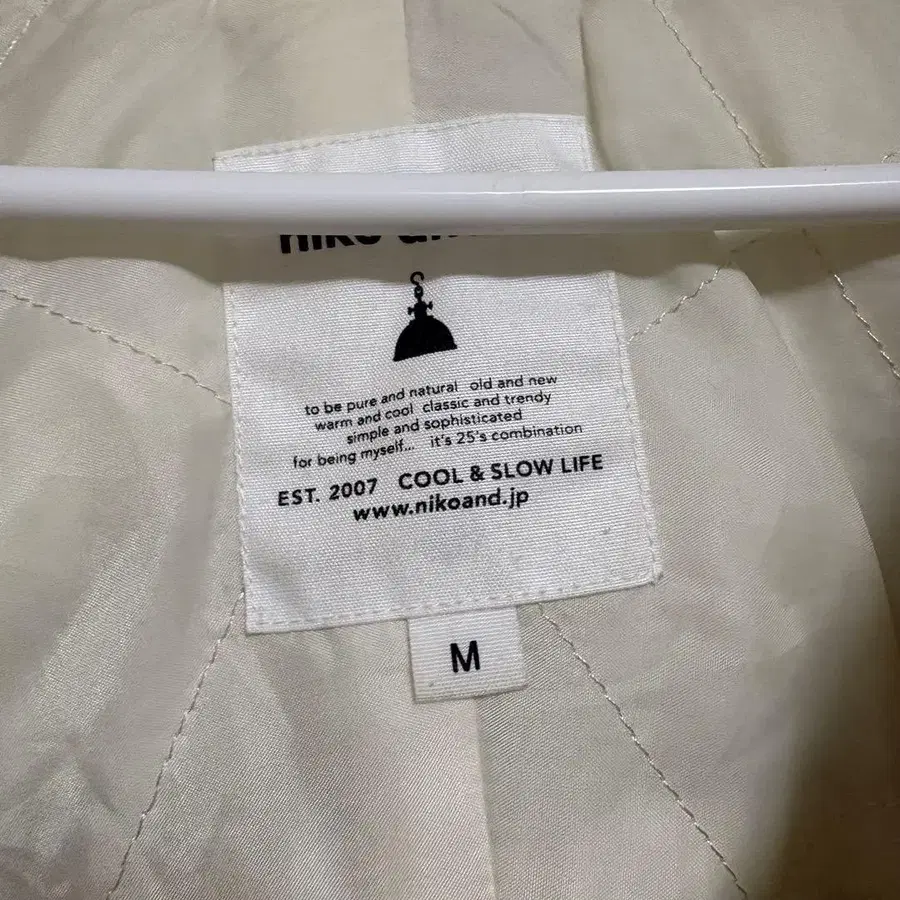 niko
to be pure and natural old and new
warm and cool classic and trendy
simple and sophisticated
for being myself... it's 25's combination
EST. 2007 COOL & SLOW LIFE
www.nikoand.jp
M